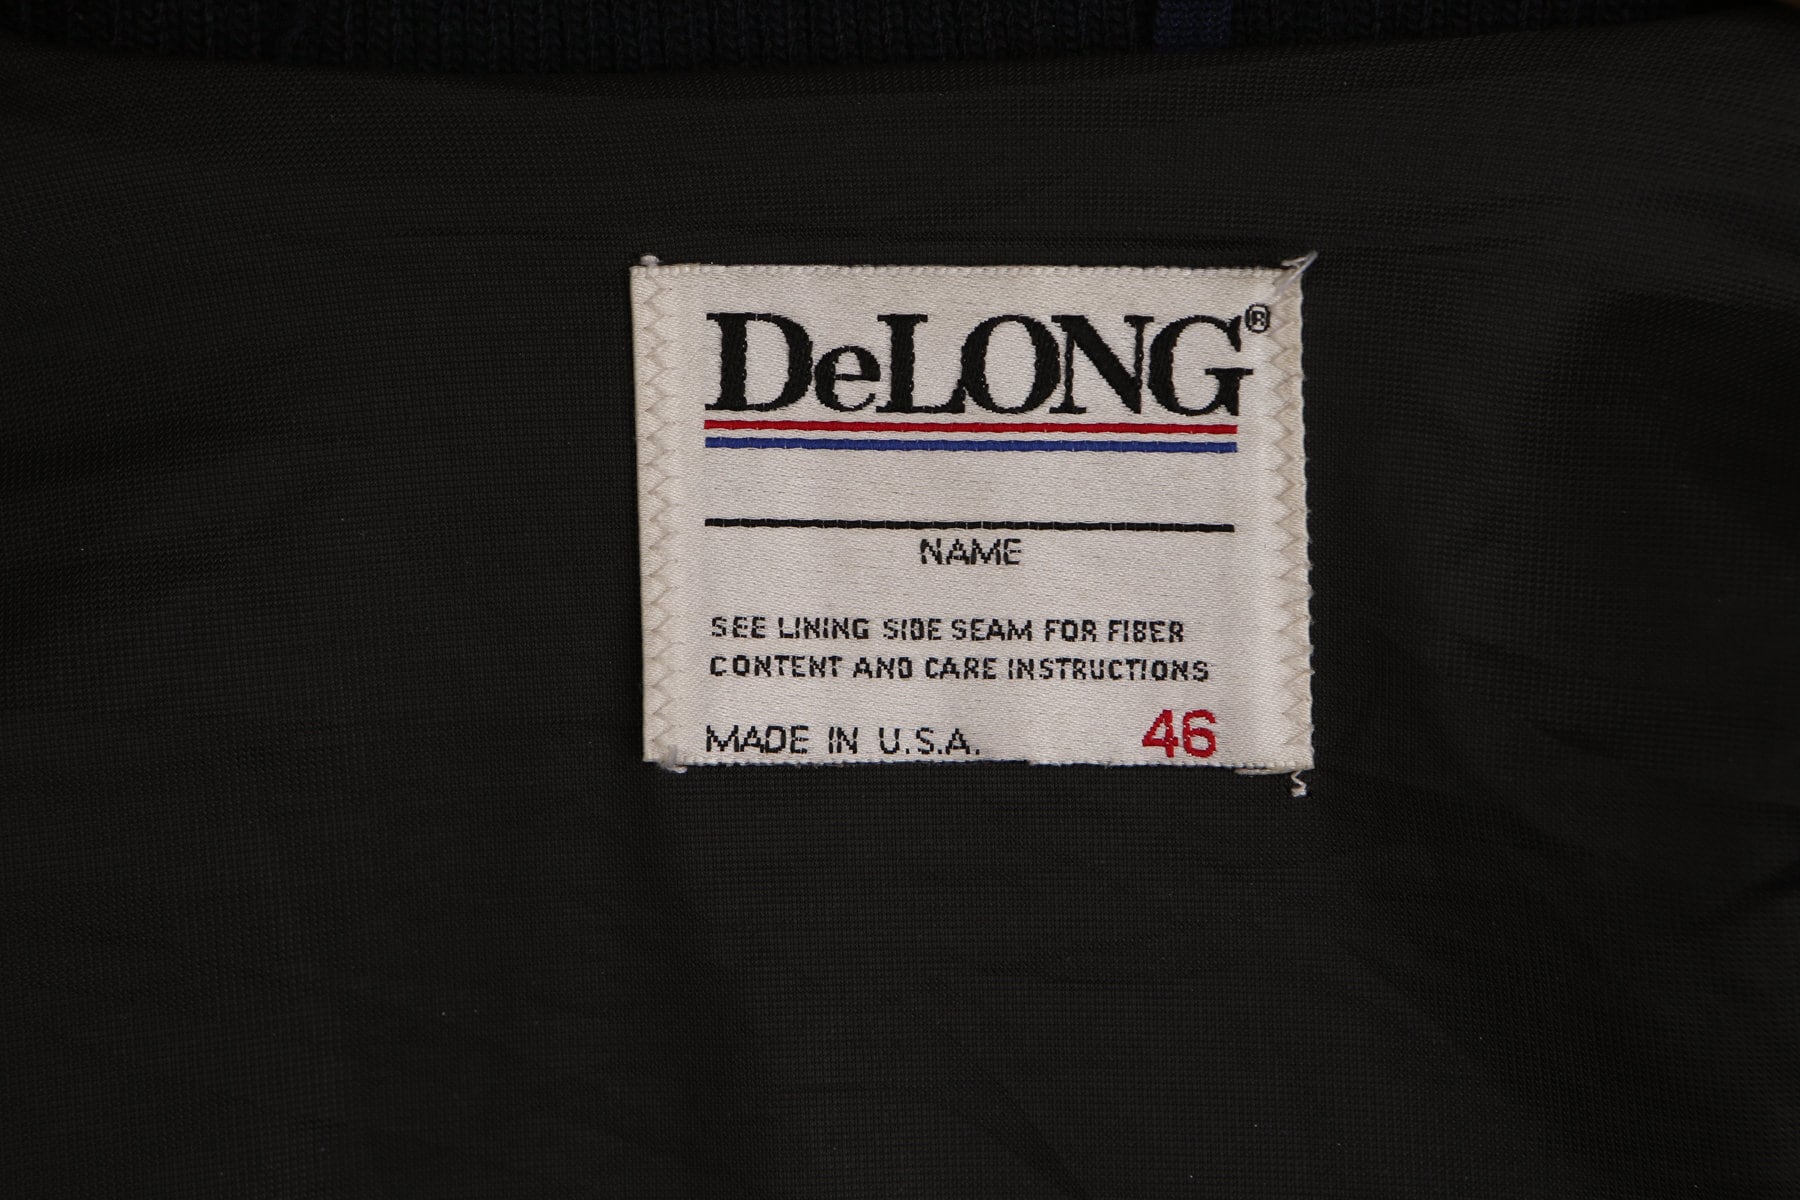 DeLONG®
NAME
SEE LINING SIDE SEAM FOR FIBER
CONTENT AND CARE INSTRUCTIONS
MADE IN U.S.A. 46